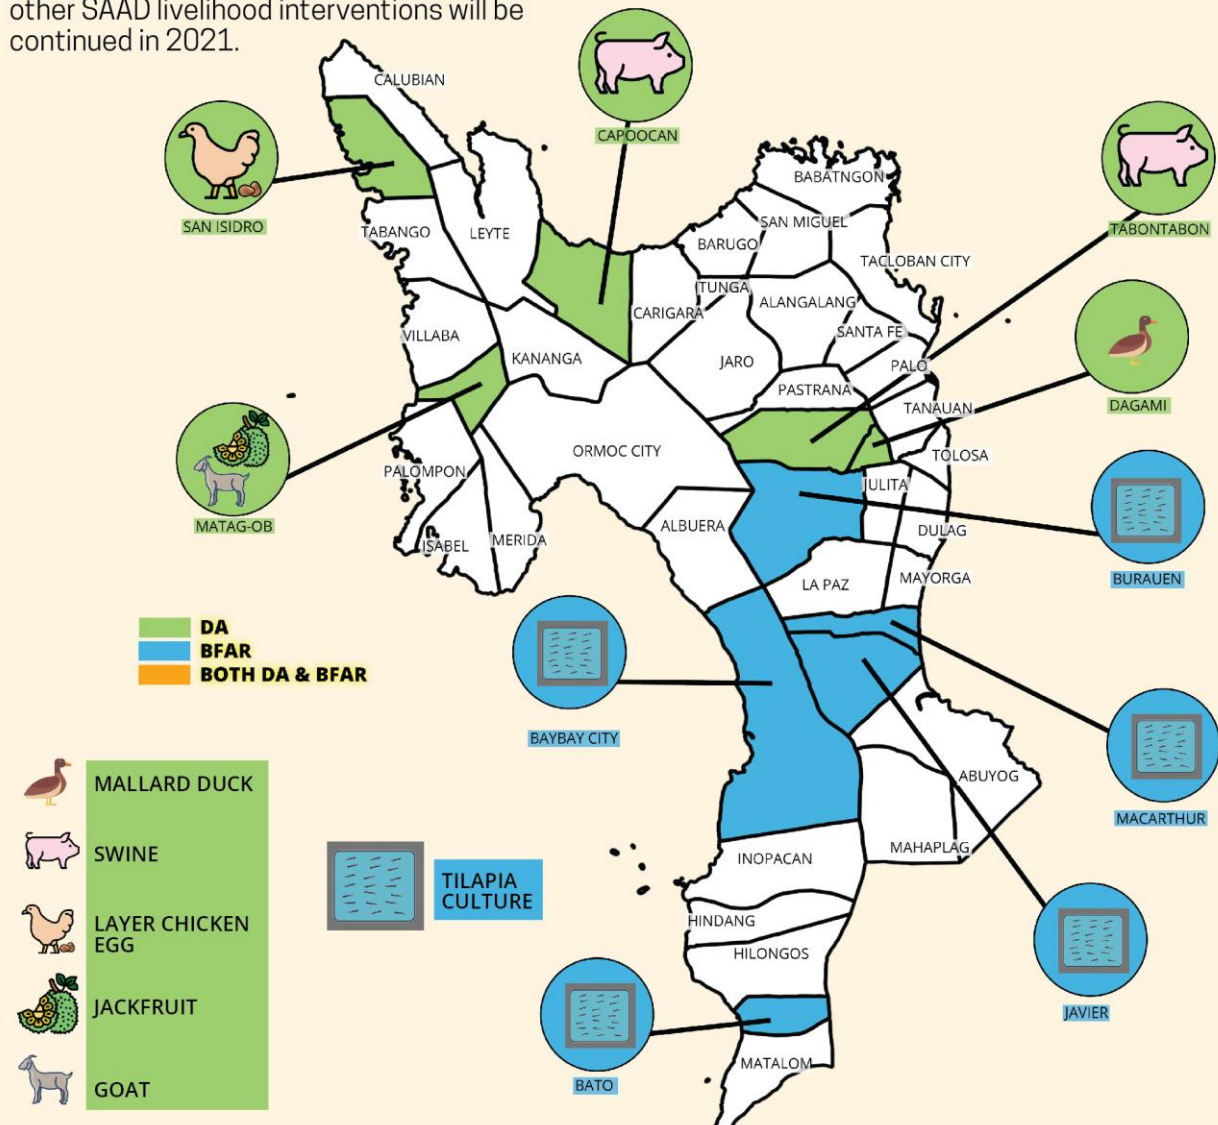 other SAAD livelihood interventions will be
continued in 2021.
CALUBIAN
CAPOOCAN
BABATNGON
SAN ISIDRO
TABANGO
LEYTE
SAN MIGUEL
BARUGO
TABONTABON
TACLOBAN CITY
TUNGA
ALANGALANG
CARIGARA
SANTA FE
VILLABA
KANANGA
JARO
PALO
PASTRANA
DAGAMI
TANAUAN
ORMOC CITY
TOLOSA
PALOMPON
JULITA
MATAG-OB
ALBUERA
DULAG
ISABEL
MERIDA
BURAUEN
LA PAZ
MAYORGA
DA
BFAR
BOTH DA & BFAR
BAYBAY CITY
ABUYOG
MACARTHUR
MAHAPLAG
INOPACAN
MALLARD DUCK
SWINE
LAYER CHICKEN
EGG
JACKFRUIT
GOAT
TILAPIA
CULTURE
HINDANG
HILONGOS
JAVIER
MATALOM
BATO